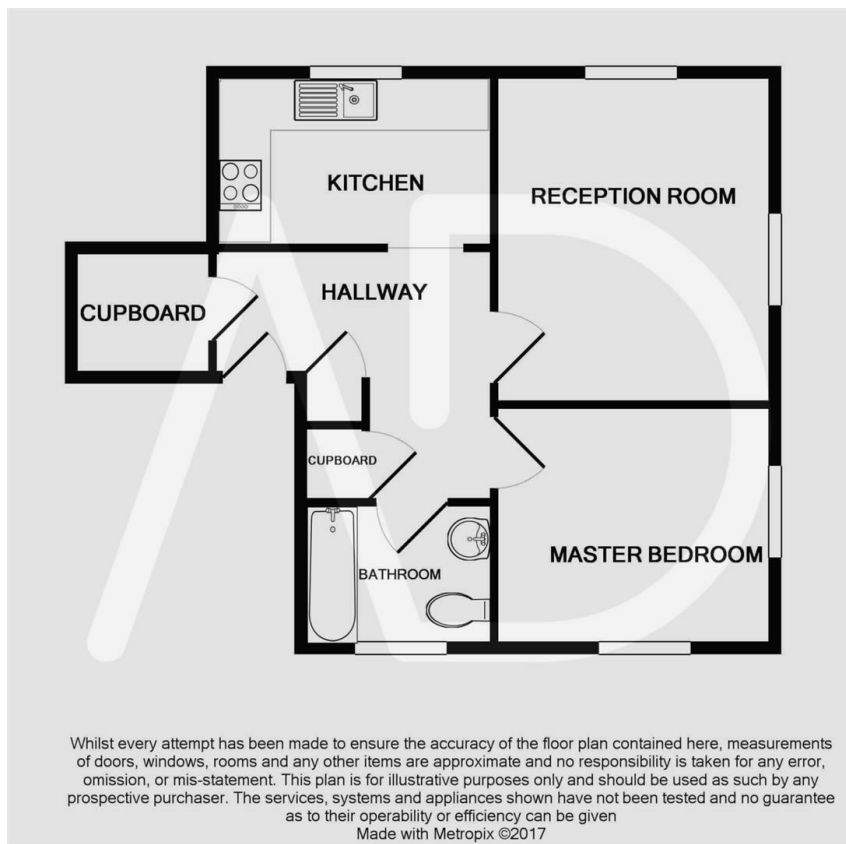 KITCHEN
RECEPTION ROOM
HALLWAY
CUPBOARD
CUPBOARD
MASTER BEDROOM
BATHROOM
AD
Whilst every attempt has been made to ensure the accuracy of the floor plan contained here, measurements
of doors, windows, rooms and any other items are approximate and no responsibility is taken for any error,
omission, or mis-statement. This plan is for illustrative purposes only and should be used as such by any
prospective purchaser. The services, systems and appliances shown have not been tested and no guarantee
as to their operability or efficiency can be given
Made with Metropix ©2017